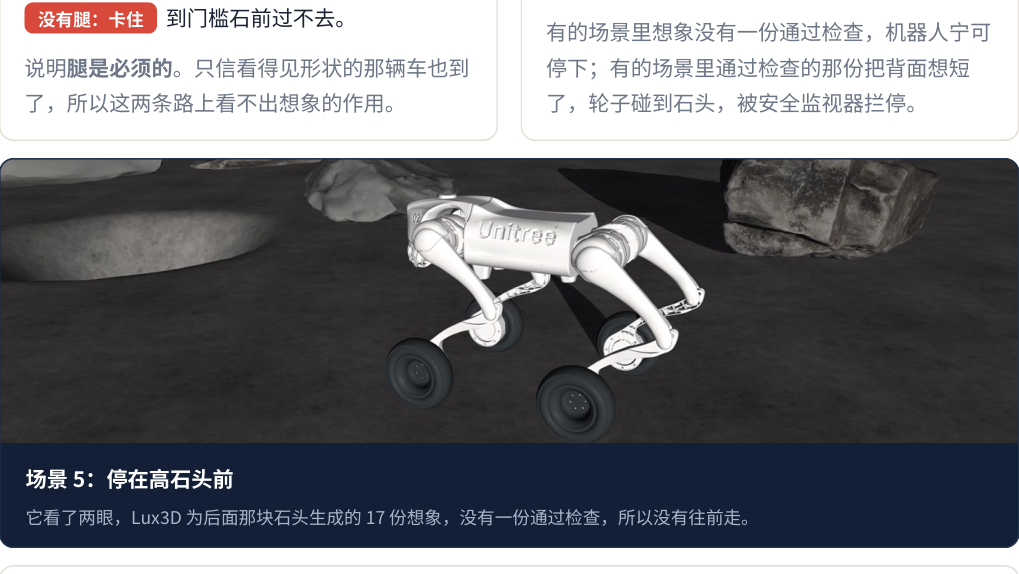 没有腿：卡住 到门槛石前过不去。
说明腿是必须的。只信看得见形状的那辆车也到
了，所以这两条路上看不出想象的作用。
有的场景里想象没有一份通过检查，机器人宁可
停下；有的场景里通过检查的那份把背面想短
了，轮子碰到石头，被安全监视器拦停。
Unitree
场景 5：停在高石头前
它看了两眼，Lux3D 为后面那块石头生成的 17 份想象，没有一份通过检查，所以没有往前走。